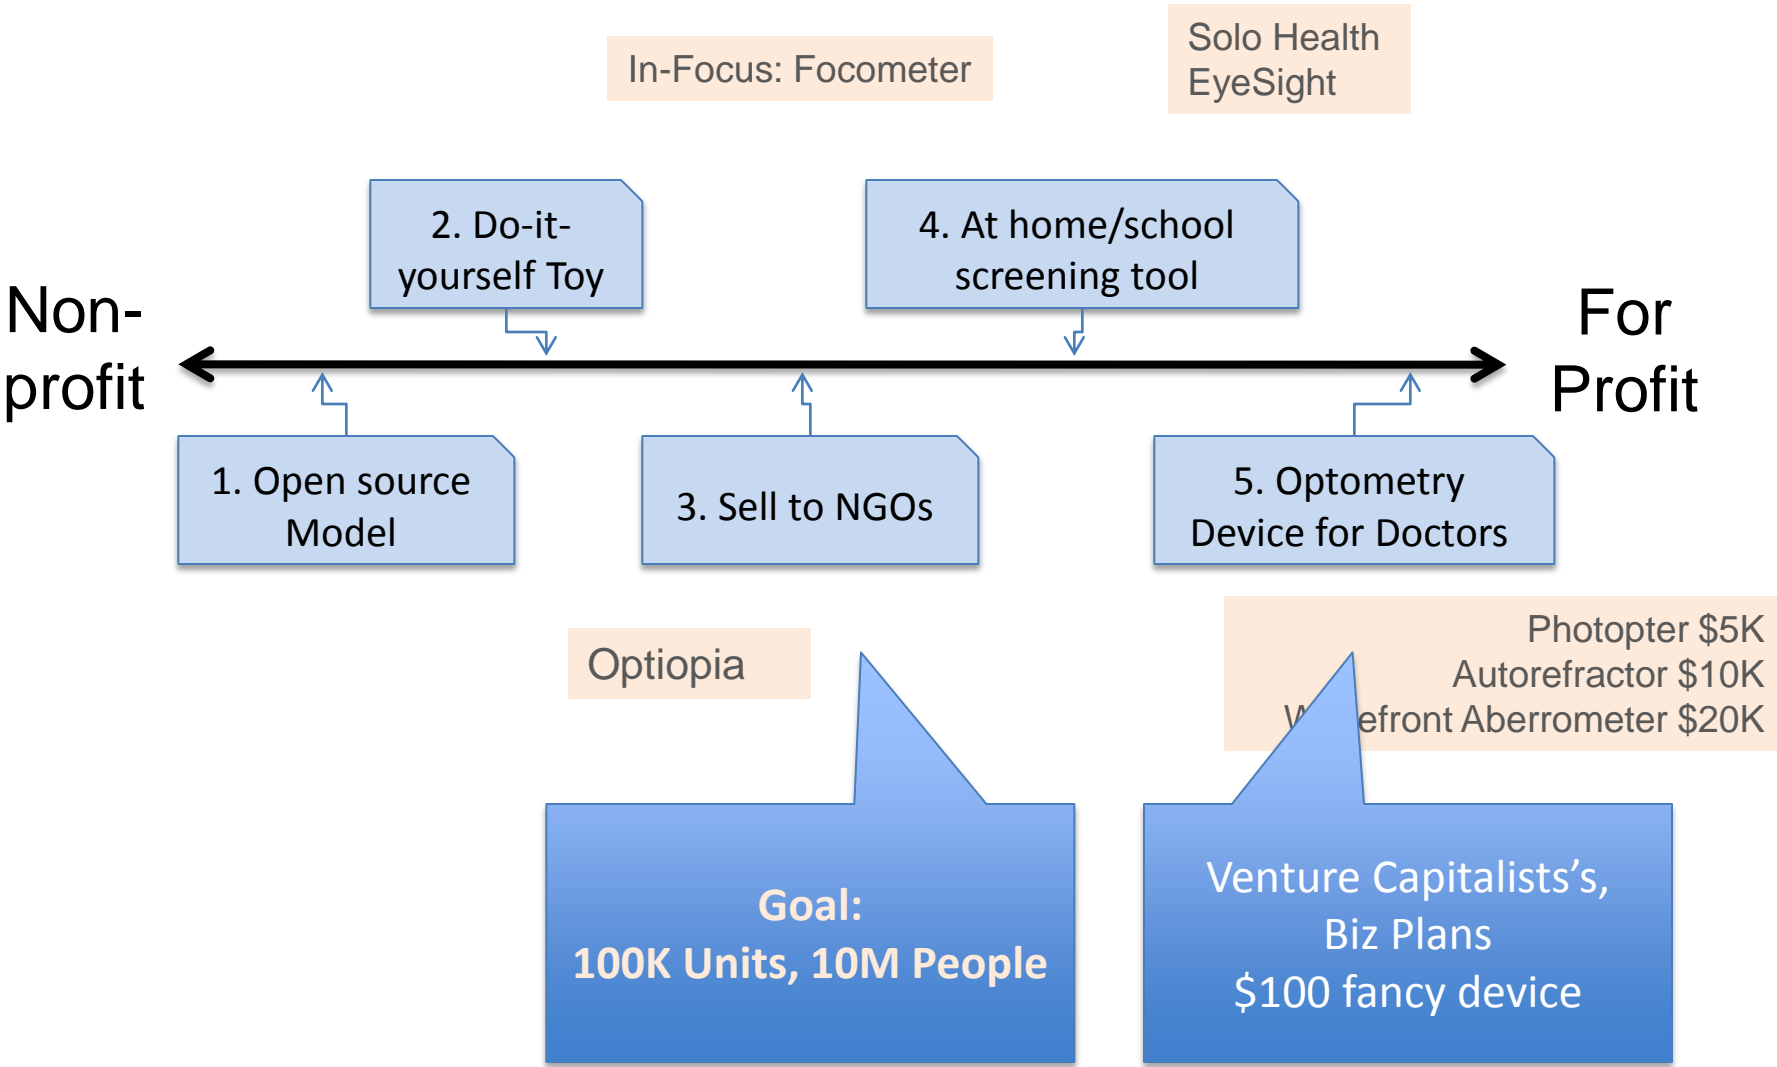 In-Focus: Focometer
Solo Health
EyeSight
2. Do-it-
yourself Toy
4. At home/school
screening tool
Non-
profit
For
Profit
1. Open source
Model
3. Sell to NGOs
5. Optometry
Device for Doctors
Optiopia
Photopter $5K
Autorefractor $10K
Aberrometer $20K
Goal:
100K Units, 10M People
Venture Capitalists's,
Biz Plans
$100 fancy device